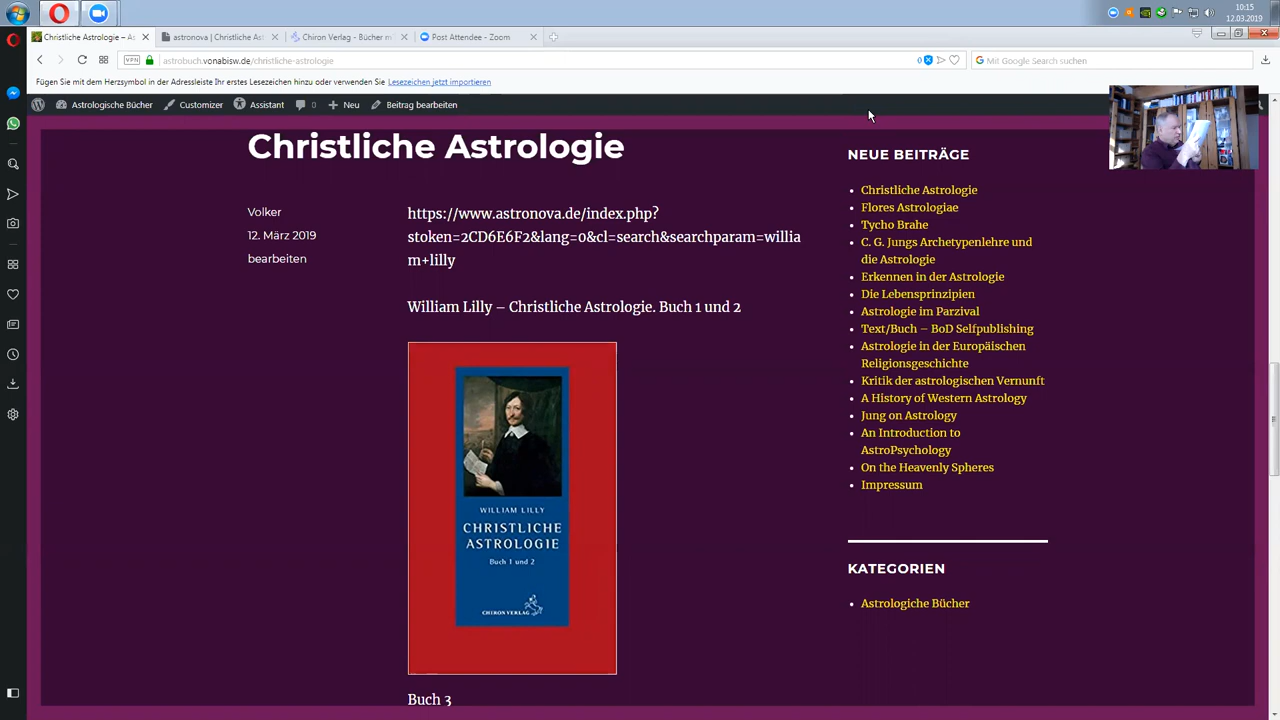 10:15
12.03.2019
Christliche Astrologie – As
astronova | Christliche Ast
Chiron Verlag - Bücher m
Post Attendee - Zoom
VPN
astrobuch.vonabisw.de/christliche-astrologie
0
Mit Google Search suchen
Fügen Sie mit dem Herzsymbol in der Adressleiste Ihr erstes Lesezeichen hinzu oder verwenden Sie Lesezeichen jetzt importieren
Astrologische Bücher
Customizer
Assistant
0
Neu
Beitrag bearbeiten
Christliche Astrologie
Volker
12. März 2019
bearbeiten
https://www.astronova.de/index.php?
stoken=2CD6E6F2&lang=0&cl=search&searchparam=willia
m+lilly
William Lilly – Christliche Astrologie. Buch 1 und 2
WILLIAM LILLY
CHRISTLICHE
ASTROLOGIE
Buch 1 und 2
CHIRON VERLAG
Buch 3
NEUE BEITRÄGE
Christliche Astrologie
Flores Astrologiae
Tycho Brahe
C. G. Jungs Archetypenlehre und
die Astrologie
Erkennen in der Astrologie
Die Lebensprinzipien
Astrologie im Parzival
Text/Buch – BoD Selfpublishing
Astrologie in der Europäischen
Religionsgeschichte
Kritik der astrologischen Vernunft
A History of Western Astrology
Jung on Astrology
An Introduction to
AstroPsychology
On the Heavenly Spheres
Impressum
KATEGORIEN
Astrologiche Bücher